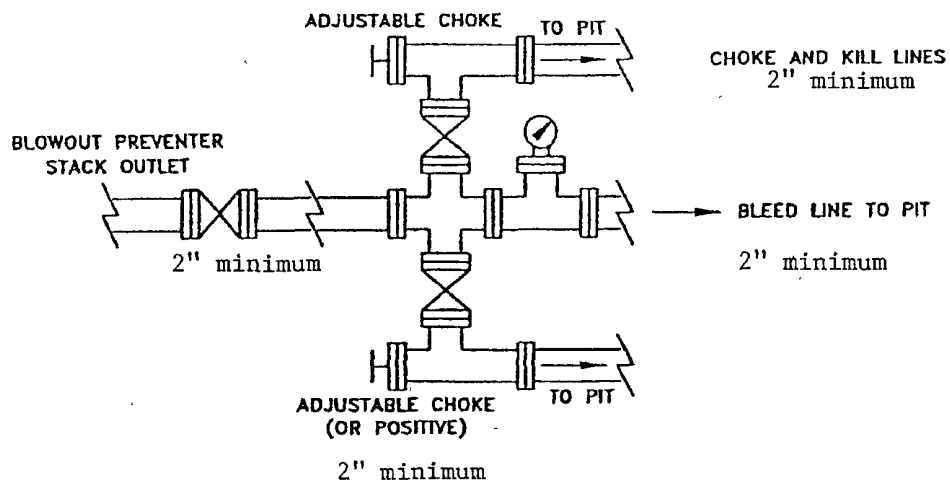 ADJUSTABLE CHOKE
TO PIT
CHOKE AND KILL LINES
2" minimum
BLOWOUT PREVENTER
STACK OUTLET
2" minimum
BLEED LINE TO PIT
2" minimum
ADJUSTABLE CHOKE
(OR POSITIVE)
TO PIT
2" minimum